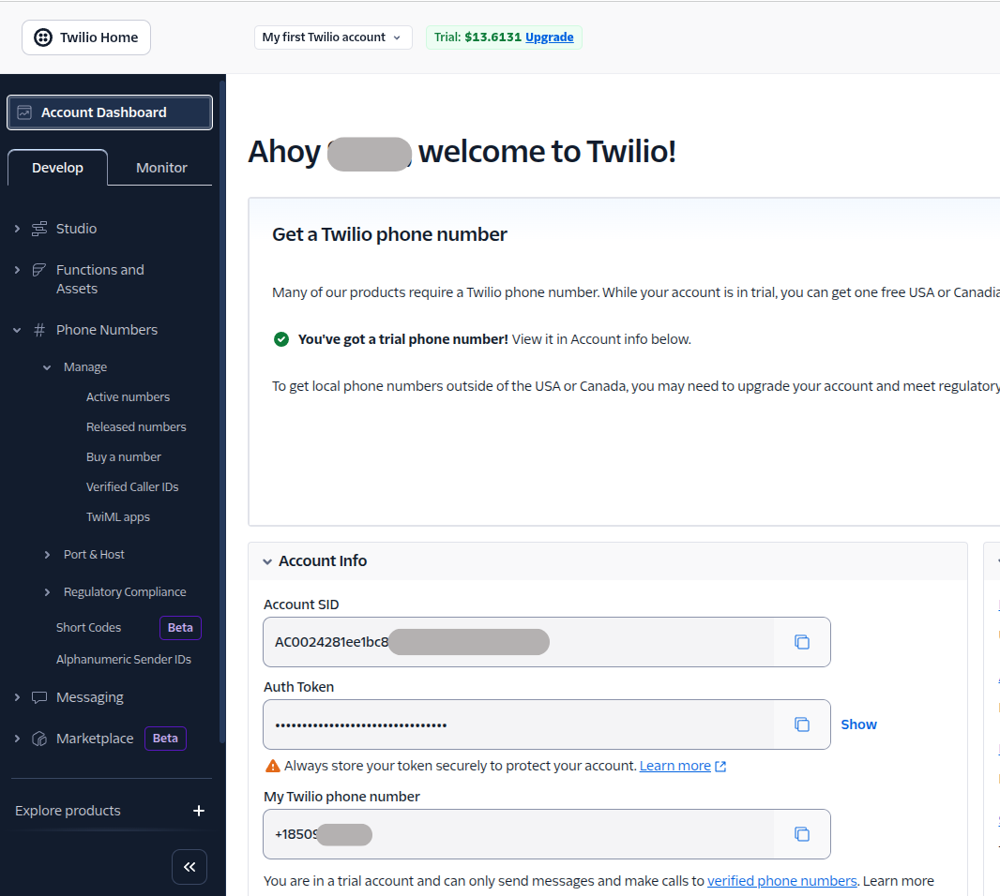 Twilio Home
My first Twilio account
Trial: $13.6131 Upgrade
Account Dashboard
Develop
Monitor
Studio
Functions and
Assets
Phone Numbers
Manage
Active numbers
Released numbers
Buy a number
Verified Caller IDs
TwiML apps
Port & Host
Regulatory Compliance
Short Codes Beta
Alphanumeric Sender IDs
Messaging
Marketplace Beta
Explore products +
Ahoy welcome to Twilio!
Get a Twilio phone number
Many of our products require a Twilio phone number. While your account is in trial, you can get one free USA or Canadia
You've got a trial phone number! View it in Account info below.
To get local phone numbers outside of the USA or Canada, you may need to upgrade your account and meet regulatory
Account Info
Account SID
AC0024281ee1bc8
Auth Token
••••••••••••••••••••••••••••••••
Show
Always store your token securely to protect your account. Learn more
My Twilio phone number
+1850
You are in a trial account and can only send messages and make calls to verified phone numbers. Learn more